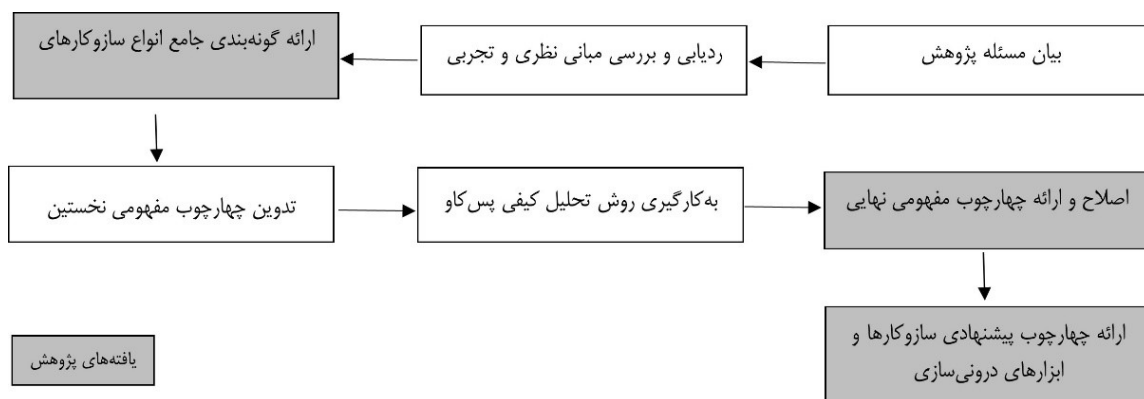 بیان مسئله پژوهش
ردیابی و بررسی مبانی نظری و تجربی
ارائه گونه‌بندی جامع انواع سازوکارهای
تدوین چهارچوب مفهومی نخستین
به‌کارگیری روش تحلیل کیفی پس‌کاو
اصلاح و ارائه چهارچوب مفهومی نهایی
ارائه چهارچوب پیشنهادی سازوکارها و
ابزارهای درونی‌سازی
یافته‌های پژوهش